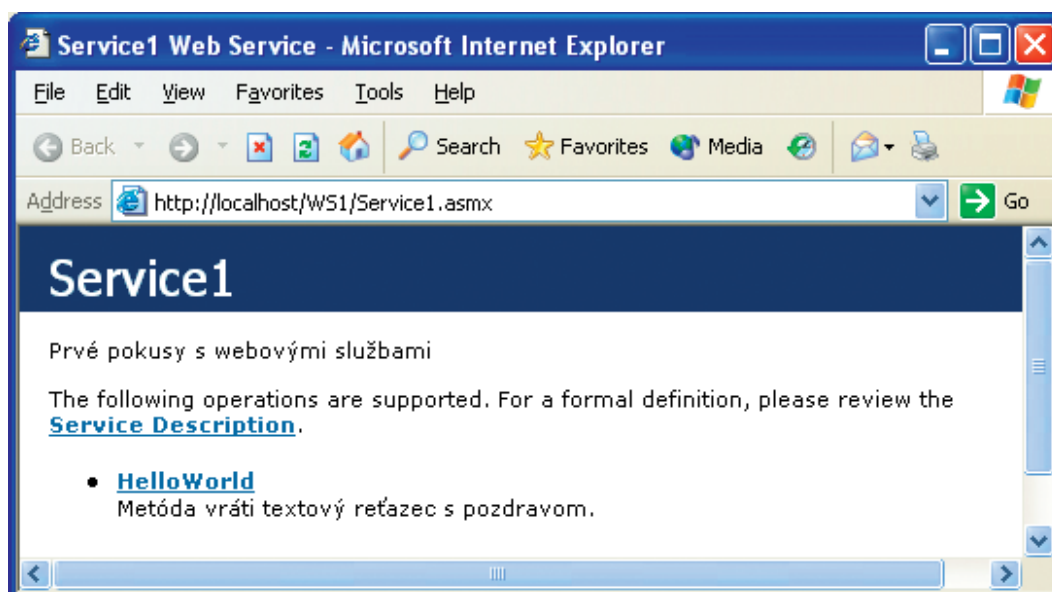 Service1 Web Service - Microsoft Internet Explorer
File Edit View Favorites Tools Help
Back Search Favorites Media
Address http://localhost/WS1/Service1.asmx Go
Service1
Prvé pokusy s webovými službami
The following operations are supported. For a formal definition, please review the
Service Description.
HelloWorld
Metóda vráti textový reťazec s pozdravom.